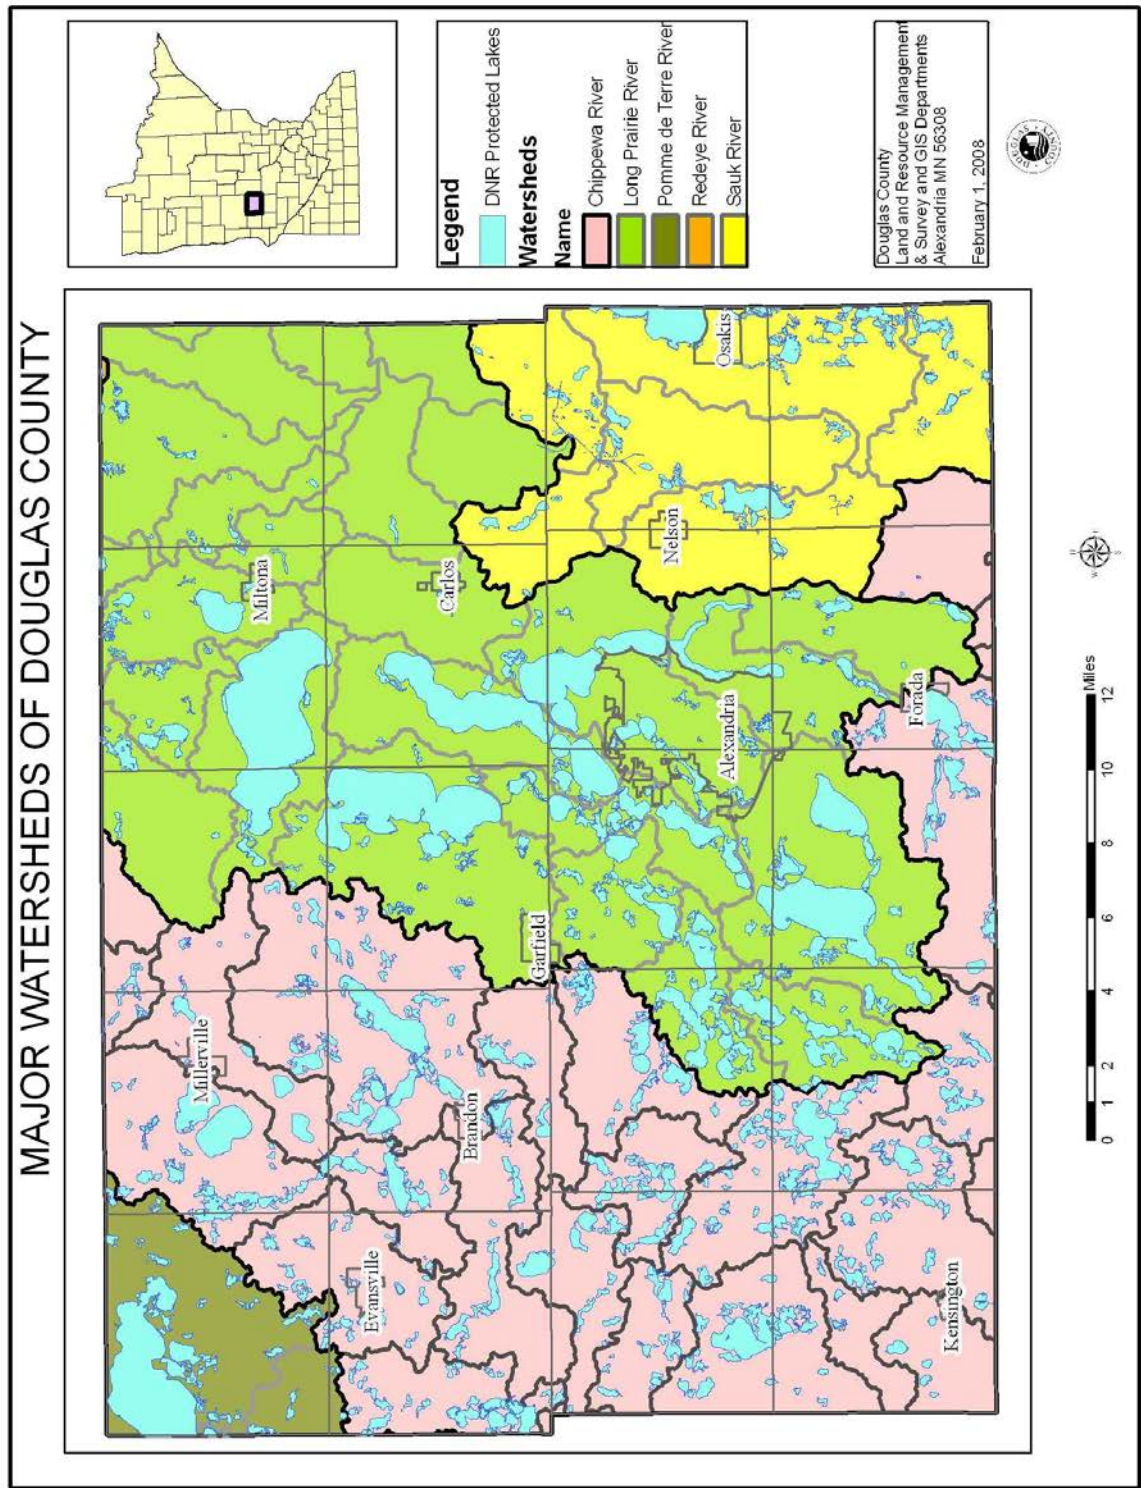 MAJOR WATERSHEDS OF DOUGLAS COUNTY
Millerville
Miltona
Evansville
Carlos
Brandon
Garfield
Nelson
Osakis
Alexandria
Kensington
Forada
Legend
DNR Protected Lakes
Watersheds
Name
Chippewa River
Long Prairie River
Pomme de Terre River
Redeye River
Sauk River
Douglas County
Land and Resource Management
& Survey and GIS Departments
Alexandria MN 56308
February 1, 2008
DOUGLAS COUNTY
0 1 2 4 6 8 10 12
Miles